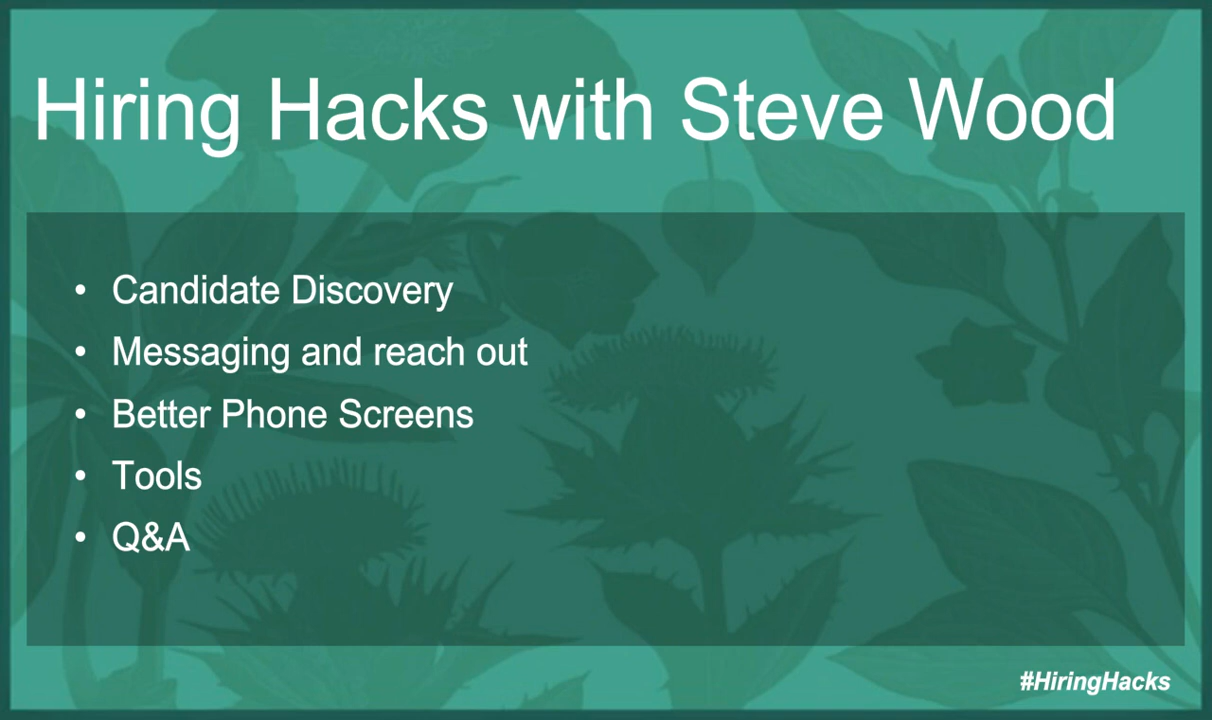 Hiring Hacks with Steve Wood
• Candidate Discovery
• Messaging and reach out
• Better Phone Screens
• Tools
• Q&A
#HiringHacks